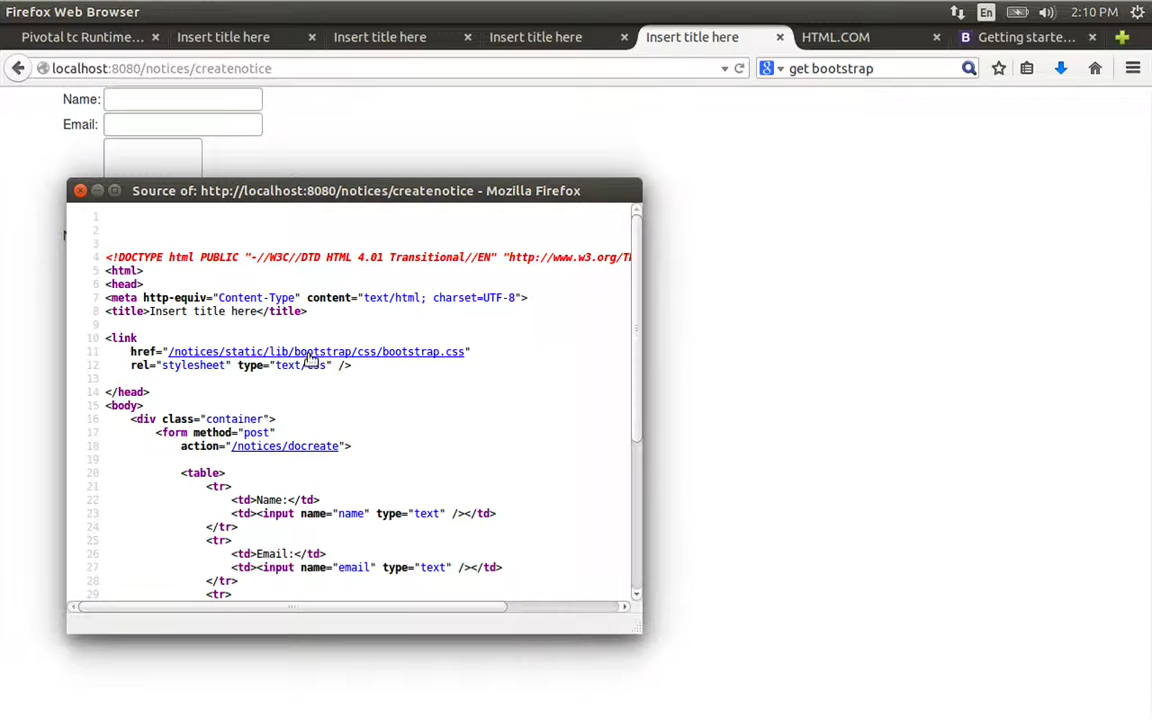 Firefox Web Browser
En
2:10 PM
Pivotal tc Runtime... ×
Insert title here ×
Insert title here ×
Insert title here ×
Insert title here ×
HTML.COM ×
B Getting starte... ×
localhost:8080/notices/createnotice
8 get bootstrap
Name:
Email:
Source of: http://localhost:8080/notices/createnotice - Mozilla Firefox
1
2
3
4 <!DOCTYPE html PUBLIC "-//W3C//DTD HTML 4.01 Transitional//EN" "http://www.w3.org/T
5 <html>
6 <head>
7 <meta http-equiv="Content-Type" content="text/html; charset=UTF-8">
8 <title>Insert title here</title>
9
10 <link
11 href="/notices/static/lib/bootstrap/css/bootstrap.css"
12 rel="stylesheet" type="text/css" />
13
14 </head>
15 <body>
16 <div class="container">
17 <form method="post"
18 action="/notices/docreate">
19
20 <table>
21 <tr>
22 <td>Name:</td>
23 <td><input name="name" type="text" /></td>
24 </tr>
25 <tr>
26 <td>Email:</td>
27 <td><input name="email" type="text" /></td>
28 </tr>
29 <tr>